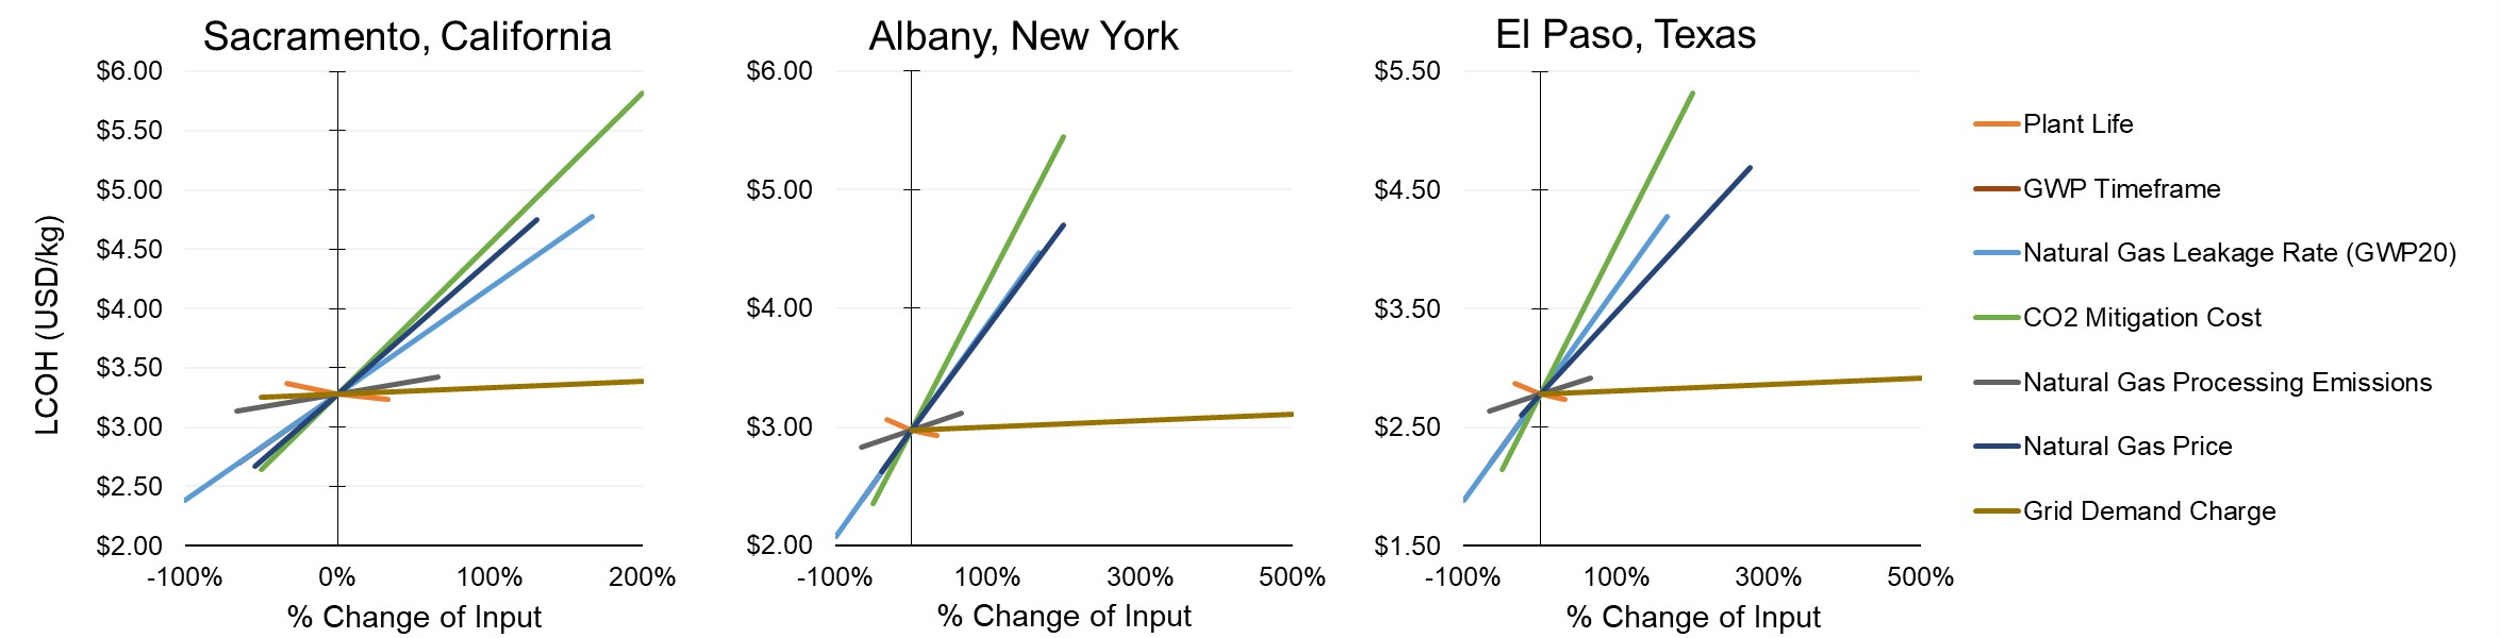 Sacramento, California
$6.00
$5.50
$5.00
$4.50
$4.00
$3.50
$3.00
$2.50
$2.00
LCOH (USD/kg)
-100%
0%
100%
200%
% Change of Input
Albany, New York
$6.00
$5.00
$4.00
$3.00
$2.00
-100%
100%
300%
500%
% Change of Input
El Paso, Texas
$5.50
$4.50
$3.50
$2.50
$1.50
-100%
100%
300%
500%
% Change of Input
Plant Life
GWP Timeframe
Natural Gas Leakage Rate (GWP20)
CO2 Mitigation Cost
Natural Gas Processing Emissions
Natural Gas Price
Grid Demand Charge